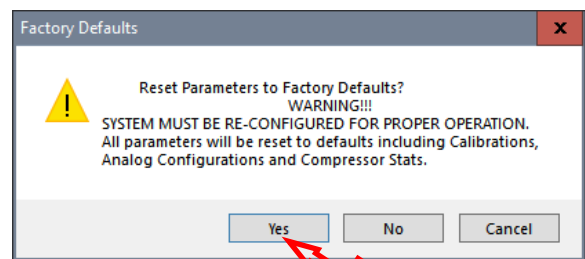 Factory Defaults
Reset Parameters to Factory Defaults?
WARNING!!!
SYSTEM MUST BE RE-CONFIGURED FOR PROPER OPERATION.
All parameters will be reset to defaults including Calibrations,
Analog Configurations and Compressor Stats.
Yes No Cancel